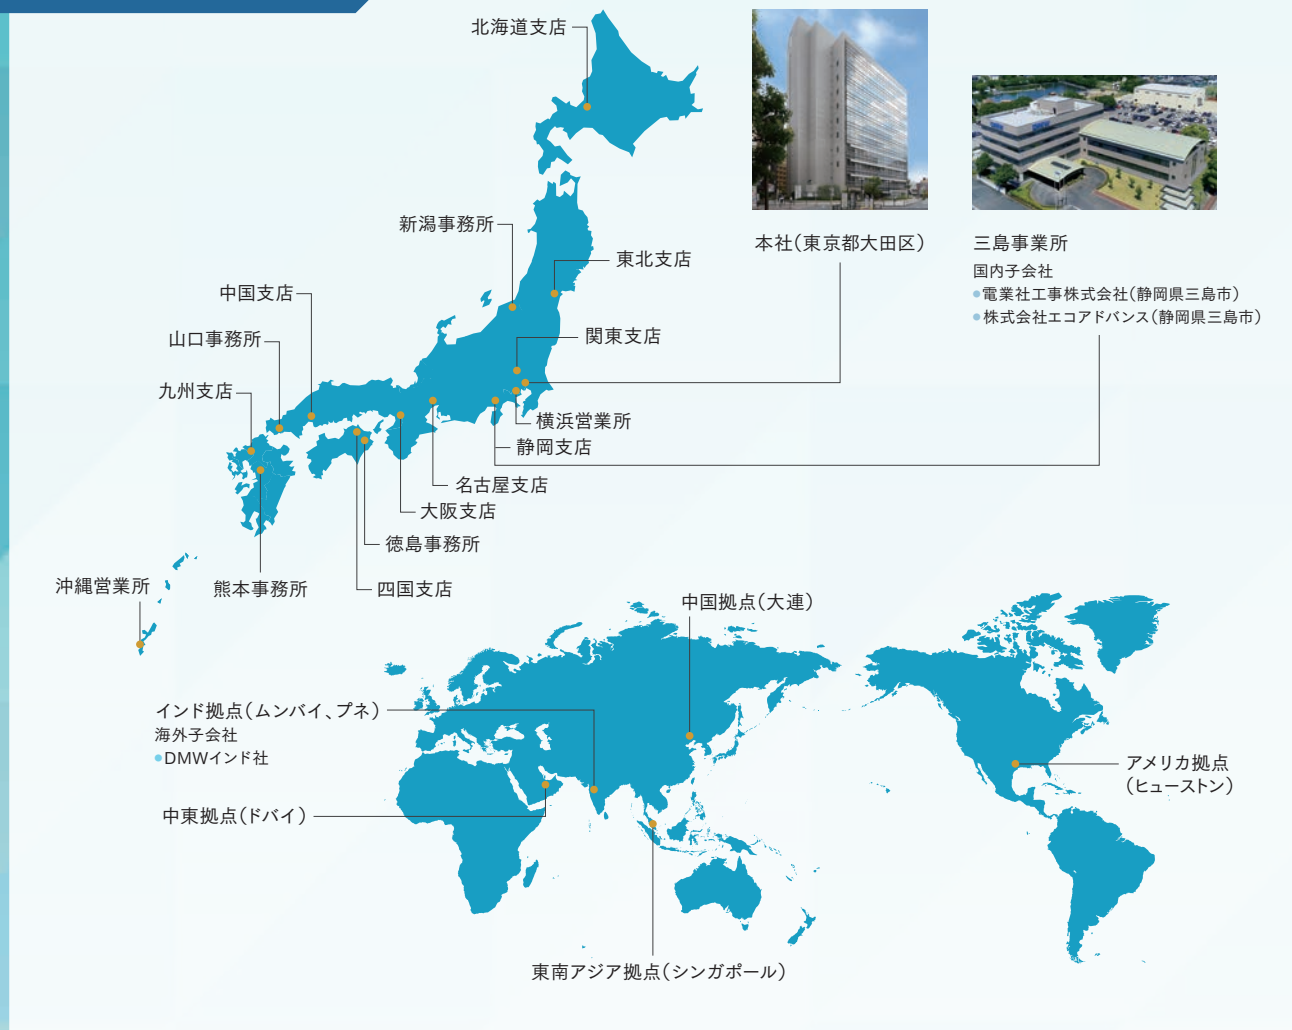 北海道支店
新潟事務所
東北支店
中国支店
山口事務所
関東支店
九州支店
横浜営業所
静岡支店
名古屋支店
大阪支店
徳島事務所
四国支店
熊本事務所
沖縄営業所
本社(東京都大田区)
三島事業所
国内子会社
●電業社工事株式会社(静岡県三島市)
●株式会社エコアドバンス(静岡県三島市)
中国拠点(大連)
インド拠点(ムンバイ、プネ)
海外子会社
●DMWインド社
中東拠点(ドバイ)
アメリカ拠点
(ヒューストン)
東南アジア拠点(シンガポール)